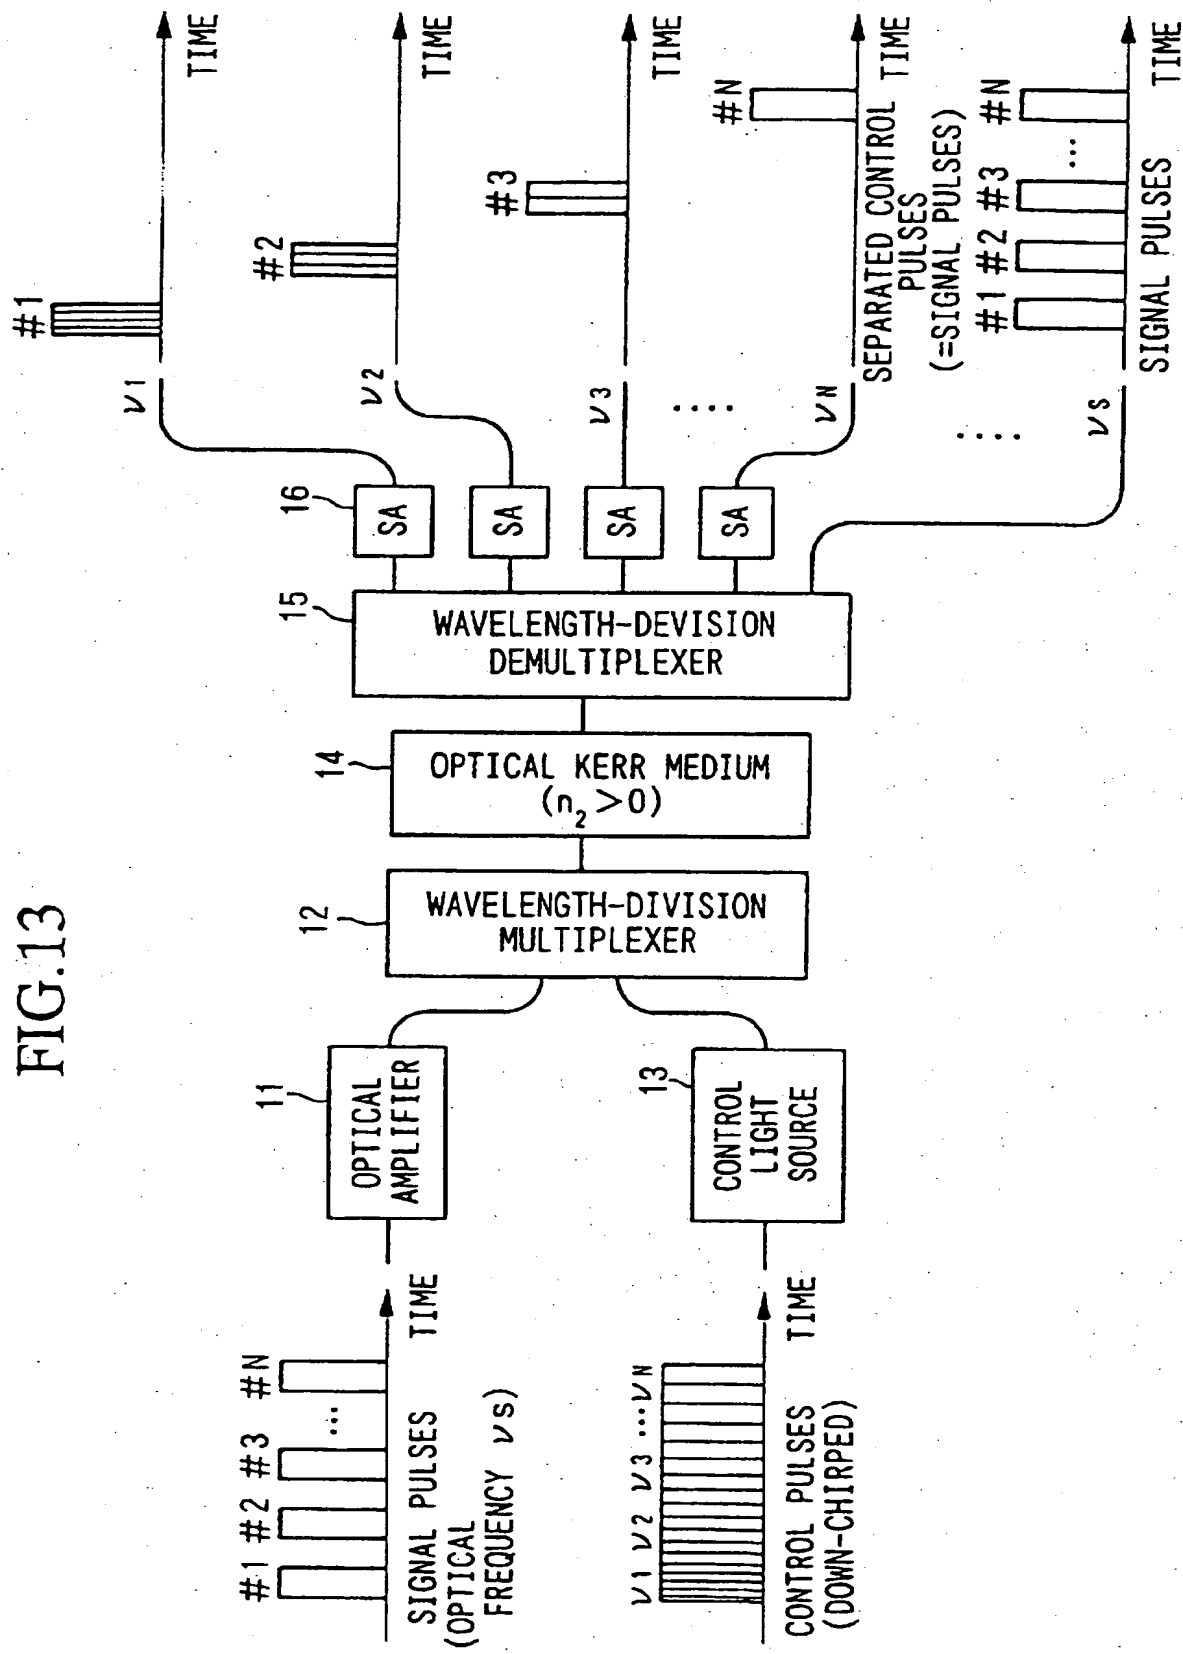 FIG.13
#1 #2 #3 ... #N
TIME
SIGNAL PULSES
(OPTICAL
FREQUENCY νs)
ν1 ν2 ν3 ...νN
TIME
CONTROL PULSES
(DOWN-CHIRPED)
11
OPTICAL
AMPLIFIER
13
CONTROL
LIGHT
SOURCE
12
WAVELENGTH-DIVISION
MULTIPLEXER
14
OPTICAL KERR MEDIUM
(n2>0)
15
WAVELENGTH-DEVISION
DEMULTIPLEXER
16
SA
SA
SA
SA
ν1
#1
TIME
ν2
#2
TIME
ν3
#3
TIME
....
νN
#N
TIME
SEPARATED CONTROL
PULSES
(=SIGNAL PULSES)
....
νS
#1 #2 #3 ... #N
TIME
SIGNAL PULSES